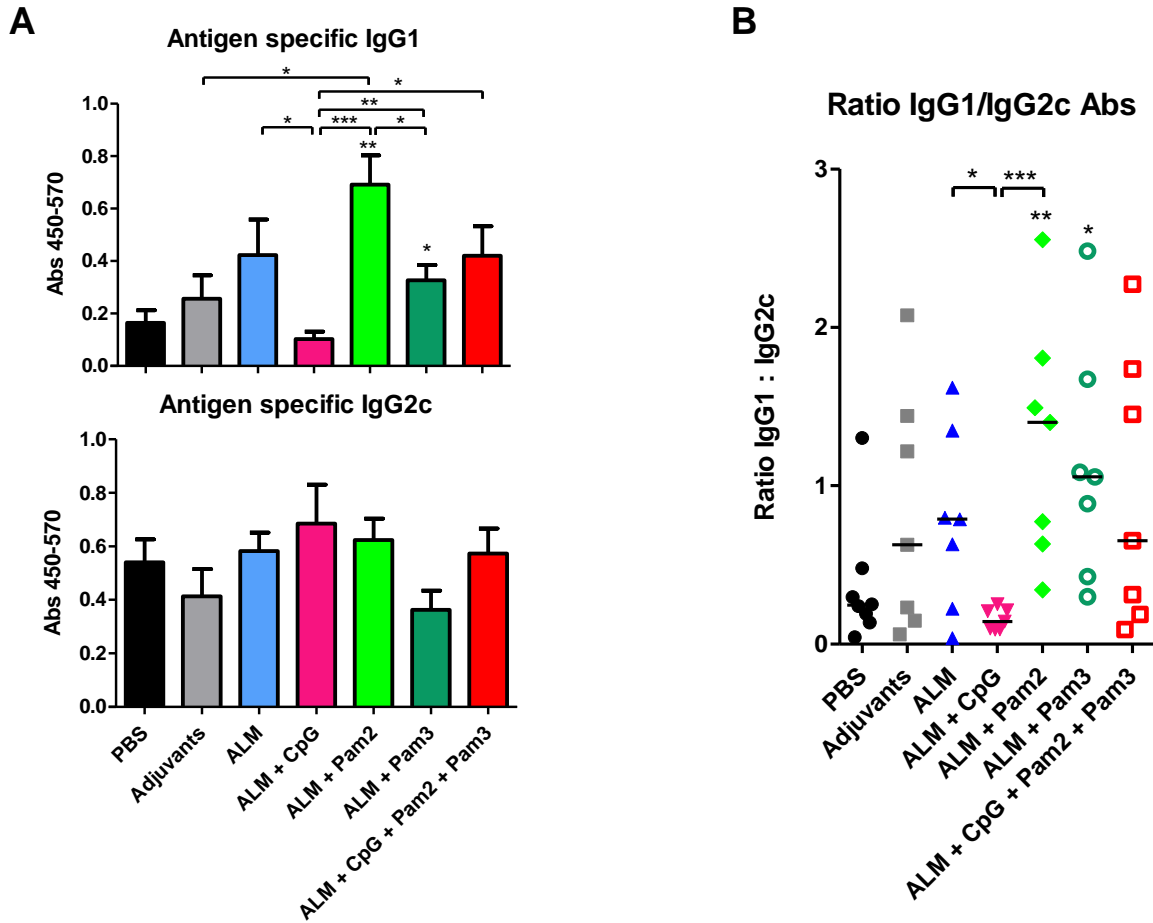 A
Antigen specific IgG1
*
*
**
* *** *
**
*
1.0
0.8
0.6
0.4
0.2
0.0
Abs 450-570
Antigen specific IgG2c
1.0
0.8
0.6
0.4
0.2
0.0
Abs 450-570
PBS
Adjuvants
ALM
ALM + CpG
ALM + Pam2
ALM + Pam3
ALM + CpG + Pam2 + Pam3
B
Ratio IgG1/IgG2c Abs
* ***
** *
3
2
1
0
Ratio IgG1 : IgG2c
PBS
Adjuvants
ALM
ALM + CpG
ALM + Pam2
ALM + Pam3
ALM + CpG + Pam2 + Pam3